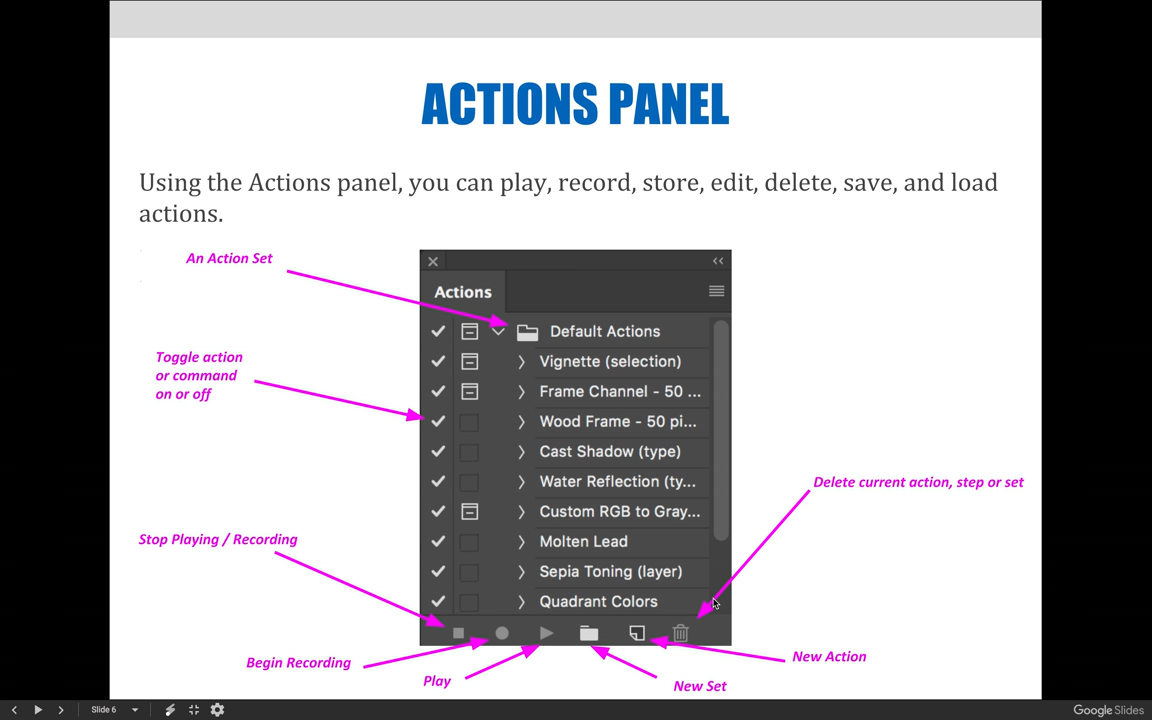 ACTIONS PANEL
Using the Actions panel, you can play, record, store, edit, delete, save, and load
actions.
An Action Set
Toggle action
or command
on or off
Stop Playing / Recording
Begin Recording
Play
New Set
New Action
Delete current action, step or set
Actions
Default Actions
Vignette (selection)
Frame Channel - 50 ...
Wood Frame - 50 pi...
Cast Shadow (type)
Water Reflection (ty...
Custom RGB to Gray...
Molten Lead
Sepia Toning (layer)
Quadrant Colors
Slide 6
Google Slides